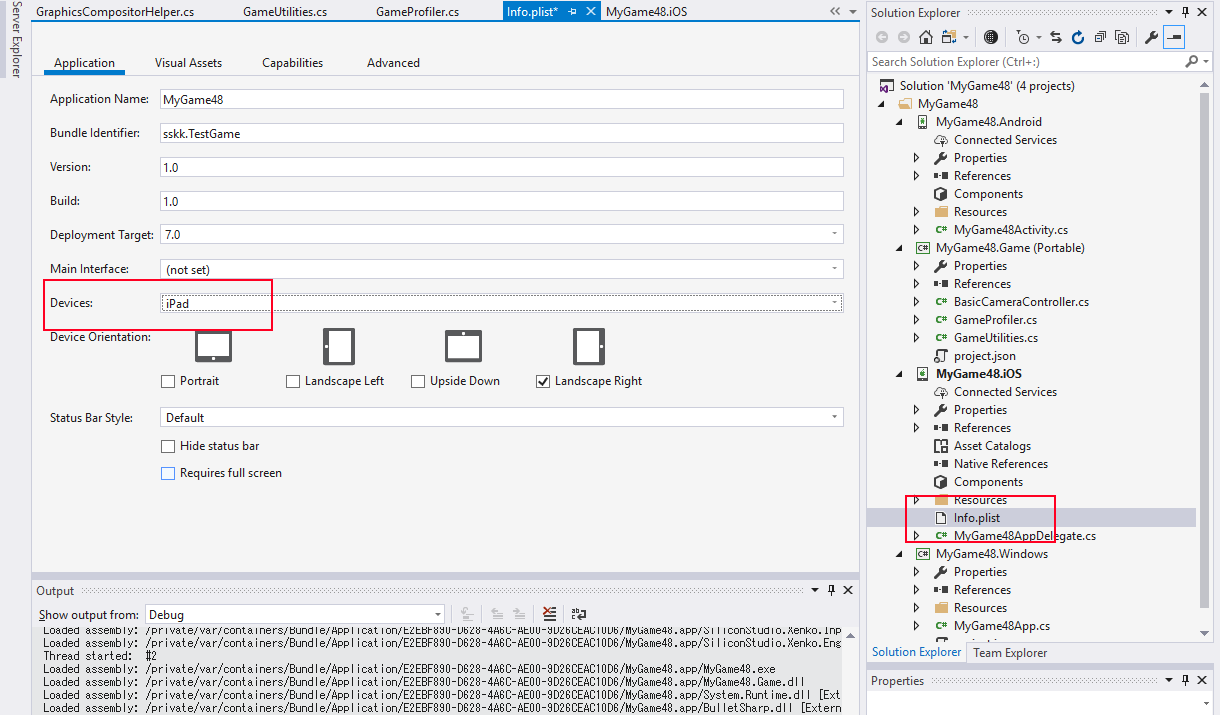 Server Explorer
GraphicsCompositorHelper.cs GameUtilities.cs GameProfiler.cs Info.plist* MyGame48.iOS
Application Visual Assets Capabilities Advanced
Application Name: MyGame48
Bundle Identifier: sskk.TestGame
Version: 1.0
Build: 1.0
Deployment Target: 7.0
Main Interface: (not set)
Devices: iPad
Device Orientation:
Portrait Landscape Left Upside Down Landscape Right
Status Bar Style: Default
Hide status bar
Requires full screen
Output
Show output from: Debug
Loaded assembly: /private/var/containers/Bundle/Application/E2EBF890-D628-4A6C-AE00-9D26CEAC10D6/MyGame48.app/SiliconStudio.Xenko.Inp
Loaded assembly: /private/var/containers/Bundle/Application/E2EBF890-D628-4A6C-AE00-9D26CEAC10D6/MyGame48.app/SiliconStudio.Xenko.Eng
Thread started: #2
Loaded assembly: /private/var/containers/Bundle/Application/E2EBF890-D628-4A6C-AE00-9D26CEAC10D6/MyGame48.app/MyGame48.exe
Loaded assembly: /private/var/containers/Bundle/Application/E2EBF890-D628-4A6C-AE00-9D26CEAC10D6/MyGame48.app/MyGame48.Game.dll
Loaded assembly: /private/var/containers/Bundle/Application/E2EBF890-D628-4A6C-AE00-9D26CEAC10D6/MyGame48.app/System.Runtime.dll [Ext
Loaded assembly: /private/var/containers/Bundle/Application/E2EBF890-D628-4A6C-AE00-9D26CEAC10D6/MyGame48.app/BulletSharp.dll [Extern
Solution Explorer
Search Solution Explorer (Ctrl+:)
Solution 'MyGame48' (4 projects)
MyGame48
MyGame48.Android
Connected Services
Properties
References
Components
Resources
C# MyGame48Activity.cs
C# MyGame48.Game (Portable)
Properties
References
C# BasicCameraController.cs
C# GameProfiler.cs
C# GameUtilities.cs
project.json
MyGame48.iOS
Connected Services
Properties
References
Asset Catalogs
Native References
Components
Resources
Info.plist
C# MyGame48AppDelegate.cs
C# MyGame48.Windows
Properties
References
Resources
C# MyGame48App.cs
Solution Explorer Team Explorer
Properties